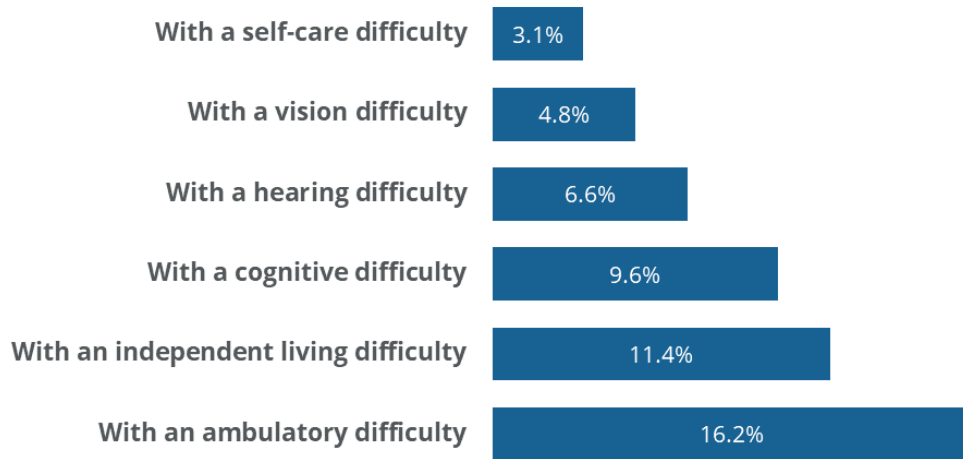 With a self-care difficulty 3.1%
With a vision difficulty 4.8%
With a hearing difficulty 6.6%
With a cognitive difficulty 9.6%
With an independent living difficulty 11.4%
With an ambulatory difficulty 16.2%